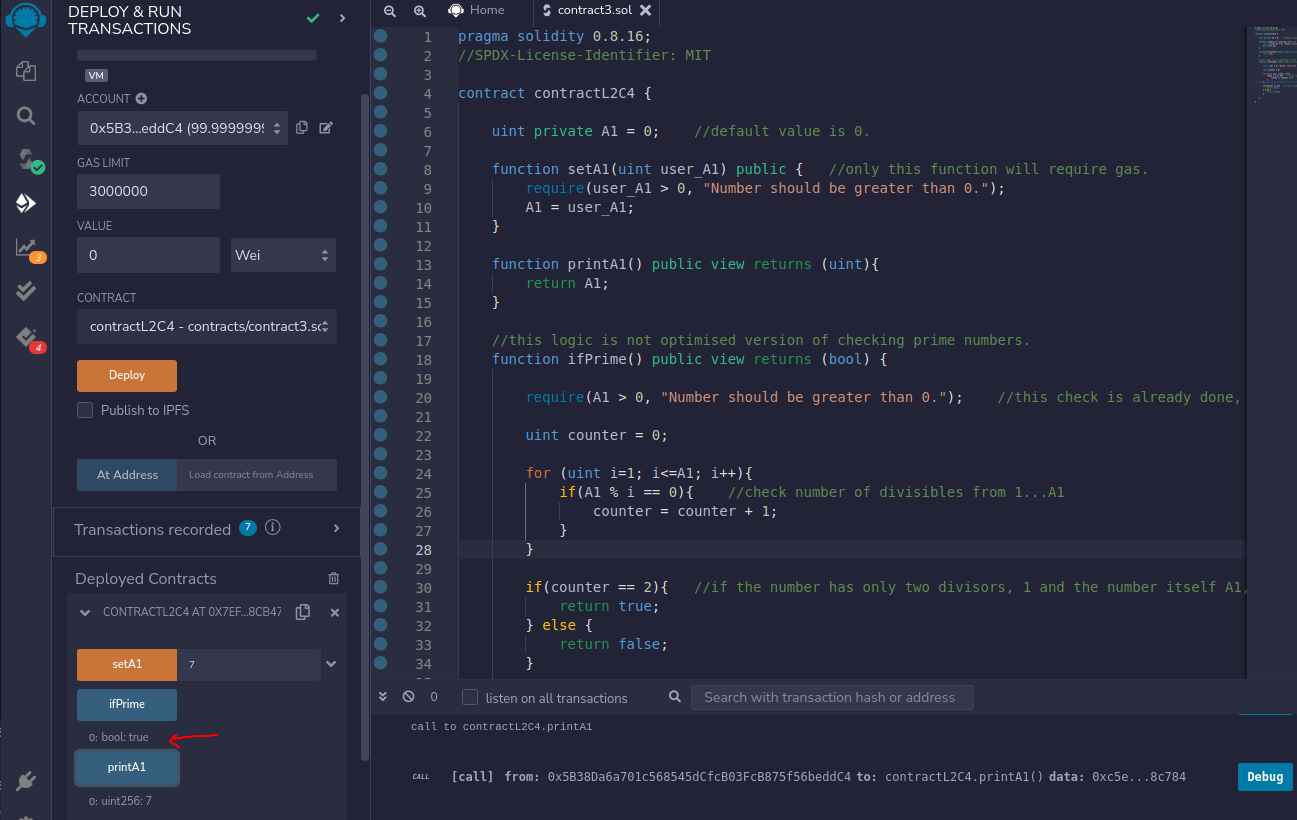 DEPLOY & RUN
TRANSACTIONS
VM
ACCOUNT
0x5B3...eddC4 (99.9999999
GAS LIMIT
3000000
VALUE
0
Wei
CONTRACT
contractL2C4 - contracts/contract3.so
Deploy
Publish to IPFS
OR
At Address
Load contract from Address
Transactions recorded 7
Deployed Contracts
CONTRACTL2C4 AT 0X7EF...8CB47
setA1
7
ifPrime
0: bool: true
printA1
0: uint256: 7
3
4
Home
contract3.sol
1 pragma solidity 0.8.16;
2 //SPDX-License-Identifier: MIT
3
4 contract contractL2C4 {
5
6 uint private A1 = 0; //default value is 0.
7
8 function setA1(uint user_A1) public { //only this function will require gas.
9 require(user_A1 > 0, "Number should be greater than 0.");
10 A1 = user_A1;
11 }
12
13 function printA1() public view returns (uint){
14 return A1;
15 }
16
17 //this logic is not optimised version of checking prime numbers.
18 function ifPrime() public view returns (bool) {
19
20 require(A1 > 0, "Number should be greater than 0."); //this check is already done,
21
22 uint counter = 0;
23
24 for (uint i=1; i<=A1; i++){
25 if(A1 % i == 0){ //check number of divisibles from 1...A1
26 counter = counter + 1;
27 }
28 }
29
30 if(counter == 2){ //if the number has only two divisors, 1 and the number itself A1,
31 return true;
32 } else {
33 return false;
34 }
0
listen on all transactions
Search with transaction hash or address
call to contractL2C4.printA1
CALL [call] from: 0x5B38Da6a701c568545dCfcB03FcB875f56beddC4 to: contractL2C4.printA1() data: 0xc5e...8c784
Debug